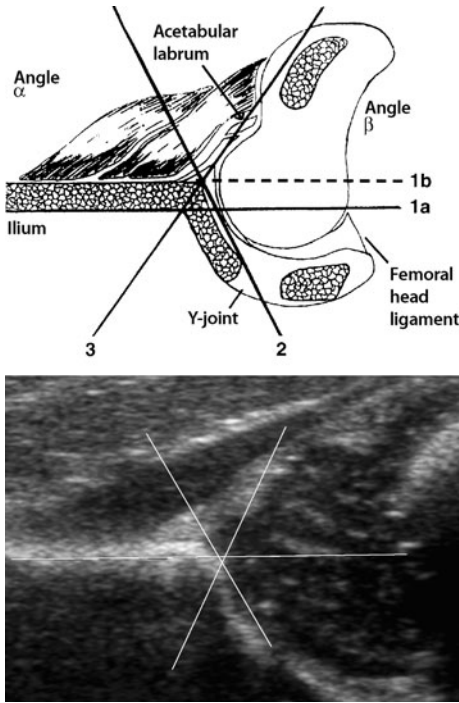 Acetabular
labrum
Angle
α
Angle
β
1b
1a
Ilium
Y-joint
Femoral
head
ligament
3
2